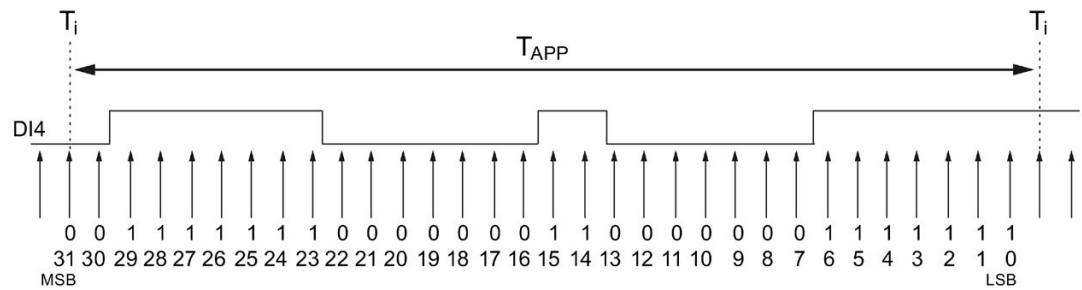 Ti Ti
TAPP
DI4
0 0 1 1 1 1 1 1 1 0 0 0 0 0 0 0 1 1 0 0 0 0 0 0 0 1 1 1 1 1 1 1
31 30 29 28 27 26 25 24 23 22 21 20 19 18 17 16 15 14 13 12 11 10 9 8 7 6 5 4 3 2 1 0
MSB LSB